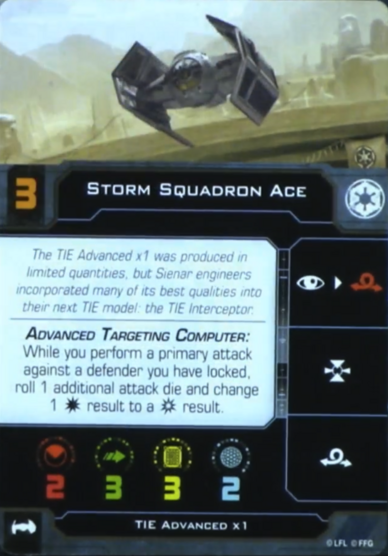 3 STORM SQUADRON ACE
The TIE Advanced x1 was produced in
limited quantities, but Sienar engineers
incorporated many of its best qualities into
their next TIE model: the TIE Interceptor.
ADVANCED TARGETING COMPUTER:
While you perform a primary attack
against a defender you have locked,
roll 1 additional attack die and change
1 result to a result.
2 3 3 2
TIE ADVANCED X1
©LFL ©FFG